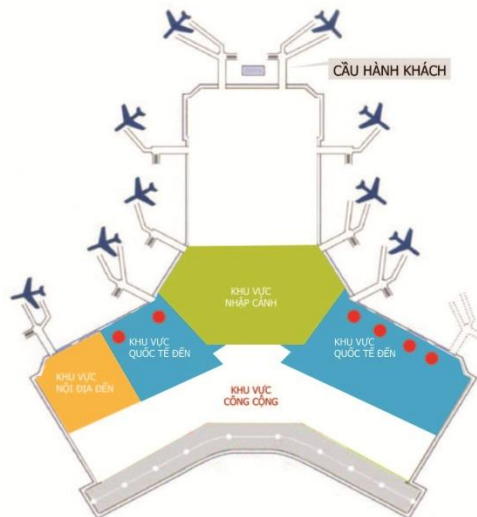 CẦU HÀNH KHÁCH
KHU VỰC
NHẬP CẢNH
KHU VỰC
QUỐC TẾ ĐẾN
KHU VỰC
QUỐC TẾ ĐẾN
KHU VỰC
NỘI ĐỊA ĐẾN
KHU VỰC
CÔNG CỘNG